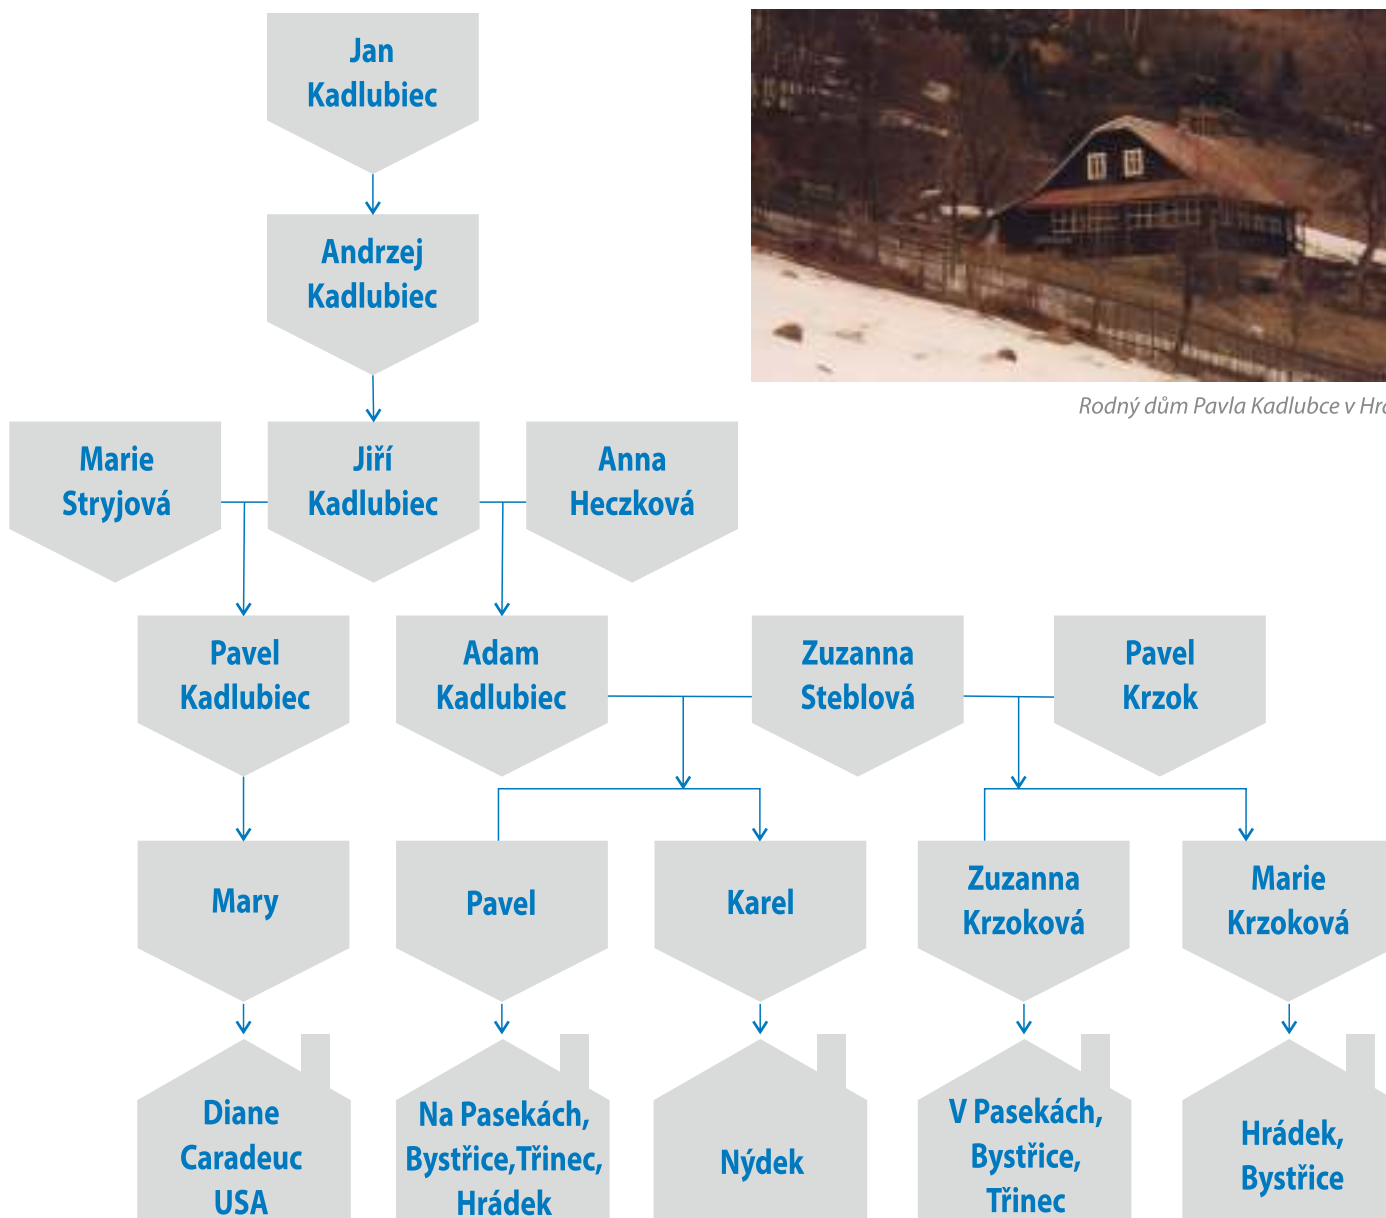 Jan
Kadlubiec
Andrzej
Kadlubiec
Rodný dům Pavla Kadlubce v
Marie
Stryjová
Jiří
Kadlubiec
Anna
Heczková
Pavel
Kadlubiec
Adam
Kadlubiec
Zuzanna
Steblová
Pavel
Krzok
Mary
Pavel
Karel
Zuzanna
Krzoková
Marie
Krzoková
Diane
Caradeuc
USA
Na Pasekách,
Bystřice,Třinec,
Hrádek
Nýdek
V Pasekách,
Bystřice,
Třinec
Hrádek,
Bystřice